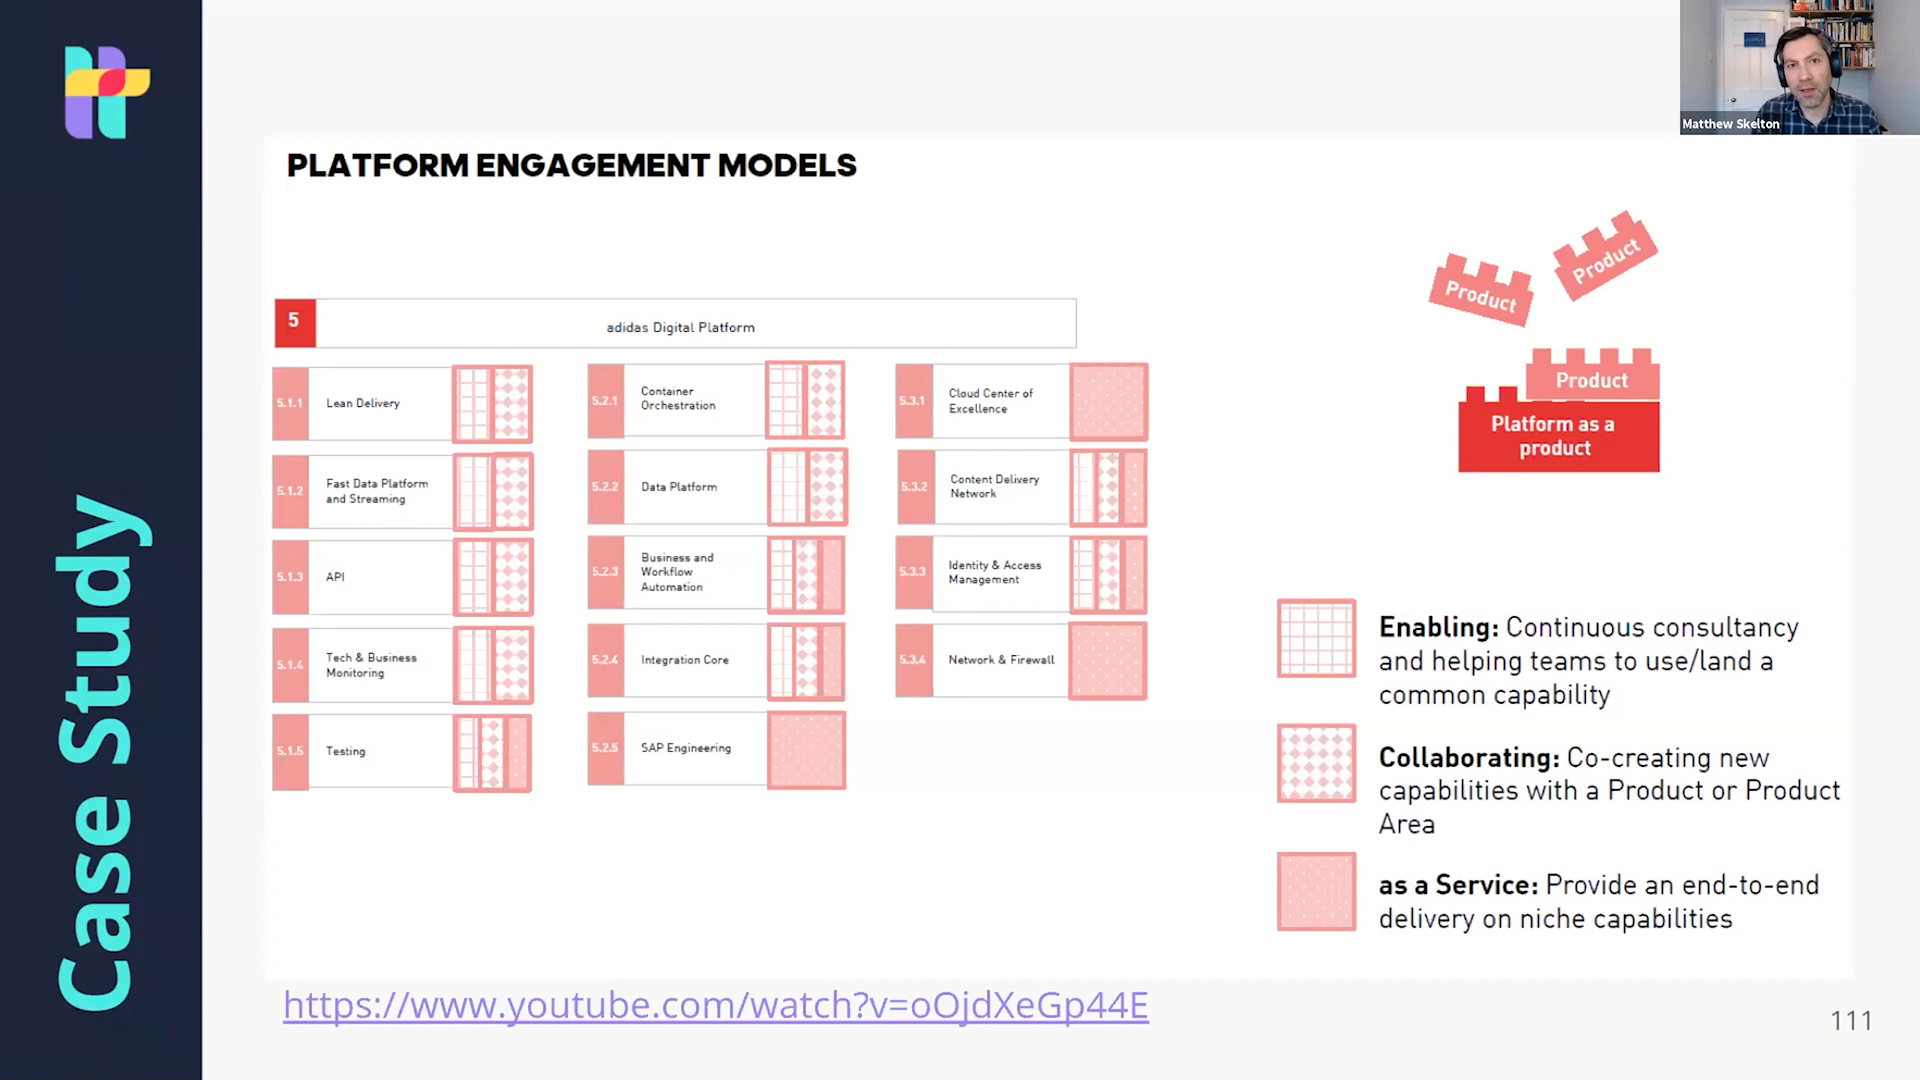 Case Study
PLATFORM ENGAGEMENT MODELS
5
adidas Digital Platform
5.1.1
Lean Delivery
5.1.2
Fast Data Platform
and Streaming
5.1.3
API
5.1.4
Tech & Business
Monitoring
5.1.5
Testing
5.2.1
Container
Orchestration
5.2.2
Data Platform
5.2.3
Business and
Workflow
Automation
5.2.4
Integration Core
5.2.5
SAP Engineering
5.3.1
Cloud Center of
Excellence
5.3.2
Content Delivery
Network
5.3.3
Identity & Access
Management
5.3.4
Network & Firewall
Product
Product
Product
Platform as a
product
Enabling: Continuous consultancy
and helping teams to use/land a
common capability
Collaborating: Co-creating new
capabilities with a Product or Product
Area
as a Service: Provide an end-to-end
delivery on niche capabilities
https://www.youtube.com/watch?v=oOjdXeGp44E
111
Matthew Skelton